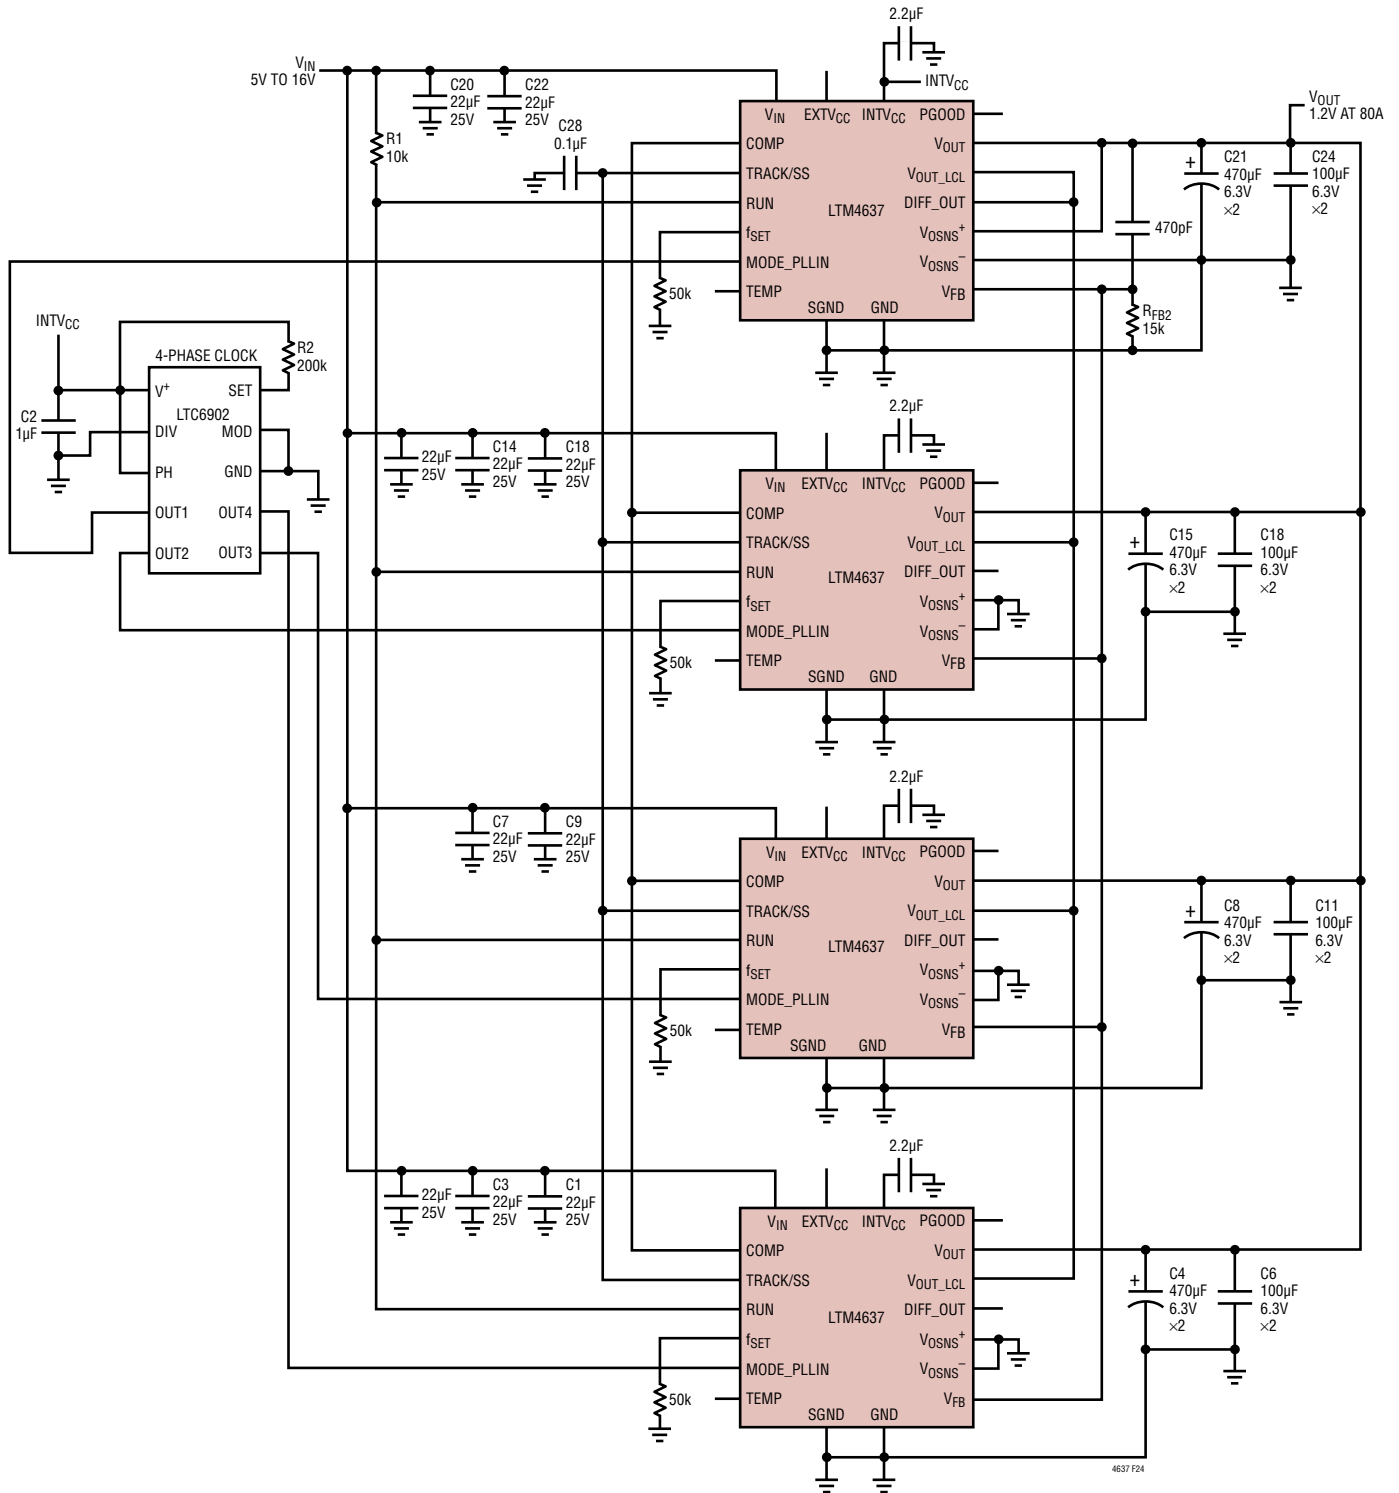 2.2µF
INTVCC
VIN
5V TO 16V
C20
22µF
25V
C22
22µF
25V
R1
10k
C28
0.1µF
VOUT
1.2V AT 80A
VIN
EXTVCC
INTVCC
PGOOD
COMP
VOUT
TRACK/SS
VOUT_LCL
RUN
LTM4637
DIFF_OUT
fSET
VOSNS+
MODE_PLLIN
VOSNS–
TEMP
VFB
SGND
GND
50k
470pF
RFB2
15k
C21
470µF
6.3V
×2
C24
100µF
6.3V
×2
INTVCC
C2
1µF
4-PHASE CLOCK
R2
200k
V+
SET
LTC6902
DIV
MOD
PH
GND
OUT1
OUT4
OUT2
OUT3
22µF
25V
C14
22µF
25V
C18
22µF
25V
2.2µF
VIN
EXTVCC
INTVCC
PGOOD
COMP
VOUT
TRACK/SS
VOUT_LCL
RUN
LTM4637
DIFF_OUT
fSET
VOSNS+
MODE_PLLIN
VOSNS–
TEMP
VFB
SGND
GND
50k
C15
470µF
6.3V
×2
C18
100µF
6.3V
×2
C7
22µF
25V
C9
22µF
25V
2.2µF
VIN
EXTVCC
INTVCC
PGOOD
COMP
VOUT
TRACK/SS
VOUT_LCL
RUN
LTM4637
DIFF_OUT
fSET
VOSNS+
MODE_PLLIN
VOSNS–
TEMP
VFB
SGND
GND
50k
C8
470µF
6.3V
×2
C11
100µF
6.3V
×2
22µF
25V
C3
22µF
25V
C1
22µF
25V
2.2µF
VIN
EXTVCC
INTVCC
PGOOD
COMP
VOUT
TRACK/SS
VOUT_LCL
RUN
LTM4637
DIFF_OUT
fSET
VOSNS+
MODE_PLLIN
VOSNS–
TEMP
VFB
SGND
GND
50k
C4
470µF
6.3V
×2
C6
100µF
6.3V
×2
4637 F24